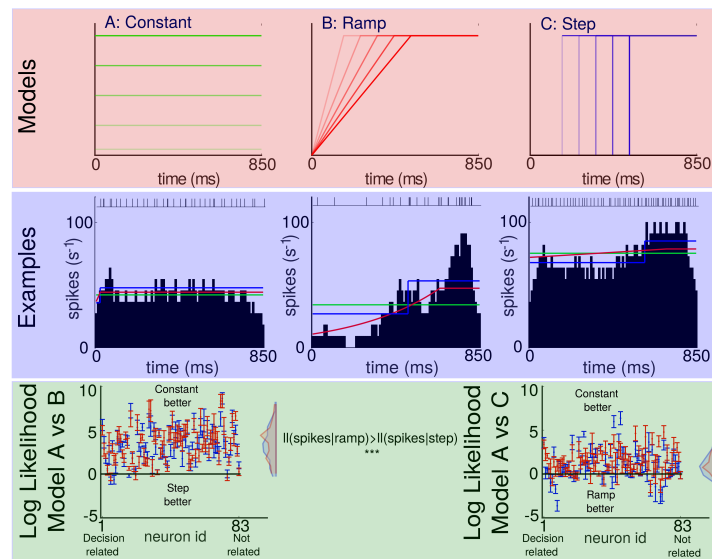 A: Constant
B: Ramp
C: Step
Models
0
850
time (ms)
0
850
time (ms)
0
850
time (ms)
Examples
spikes (s⁻¹)
100
0
0
850
time (ms)
spikes (s⁻¹)
100
0
0
850
time (ms)
spikes (s⁻¹)
100
0
0
850
time (ms)
Log Likelihood
Model A vs B
10
5
0
-5
Constant
better
Step
better
1
83
Decision
related
neuron id
Not
related
ll(spikes|ramp)>ll(spikes|step)
***
Log Likelihood
Model A vs C
10
5
0
-5
Constant
better
Ramp
better
1
83
Decision
related
neuron id
Not
related